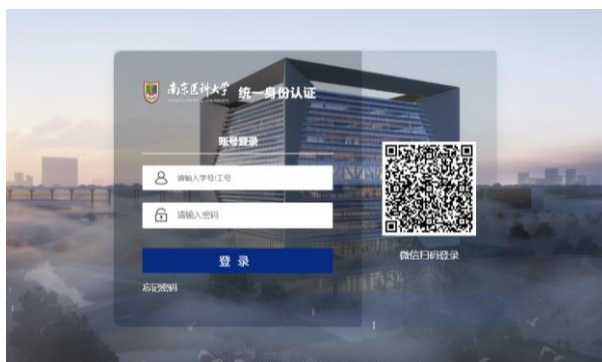 南京医科大学 统一身份认证
账号登录
请输入学号/工号
请输入密码
登 录
忘记密码
微信扫码登录